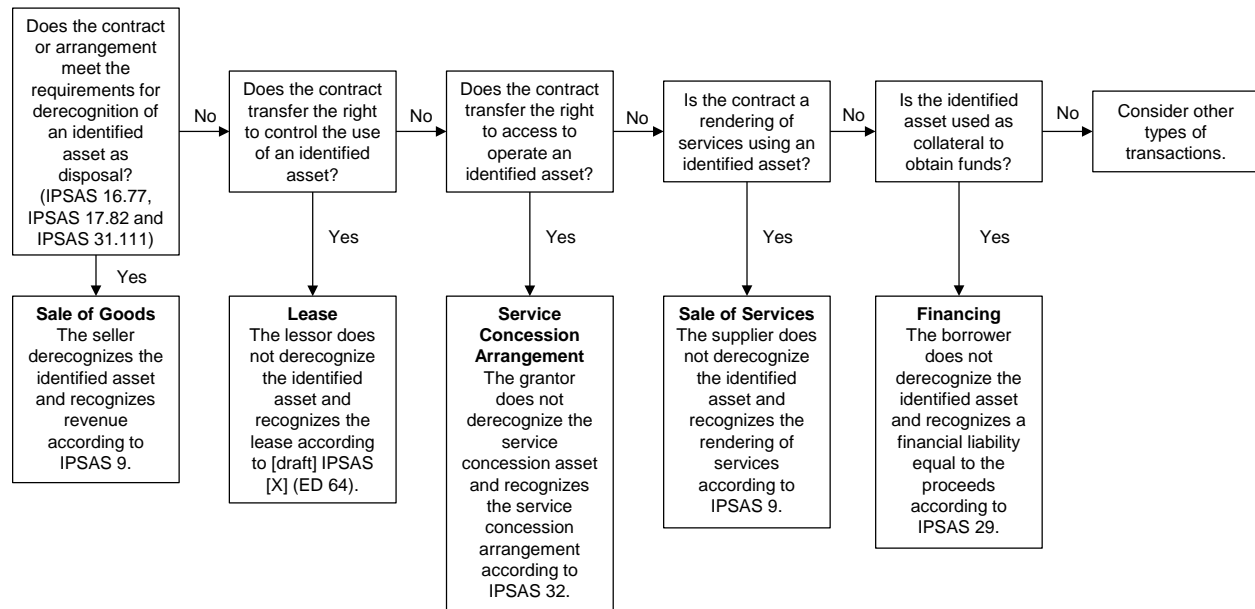 Does the contract
or arrangement
meet the
requirements for
derecognition of
an identified
asset as
disposal?
(IPSAS 16.77,
IPSAS 17.82 and
IPSAS 31.111)
No
Does the contract
transfer the right
to control the use
of an identified
asset?
No
Does the contract
transfer the right
to access to
operate an
identified asset?
No
Is the contract a
rendering of
services using an
identified asset?
No
Is the identified
asset used as
collateral to
obtain funds?
No
Consider other
types of
transactions.
Yes
Yes
Yes
Yes
Yes
Sale of Goods
The seller
derecognizes the
identified asset
and recognizes
revenue
according to
IPSAS 9.
Lease
The lessor does
not derecognize
the identified
asset and
recognizes the
lease according
to [draft] IPSAS
[X] (ED 64).
Service
Concession
Arrangement
The grantor
does not
derecognize the
service
concession asset
and recognizes
the service
concession
arrangement
according to
IPSAS 32.
Sale of Services
The supplier does
not derecognize
the identified
asset and
recognizes the
rendering of
services
according to
IPSAS 9.
Financing
The borrower
does not
derecognize the
identified asset
and recognizes a
financial liability
equal to the
proceeds
according to
IPSAS 29.